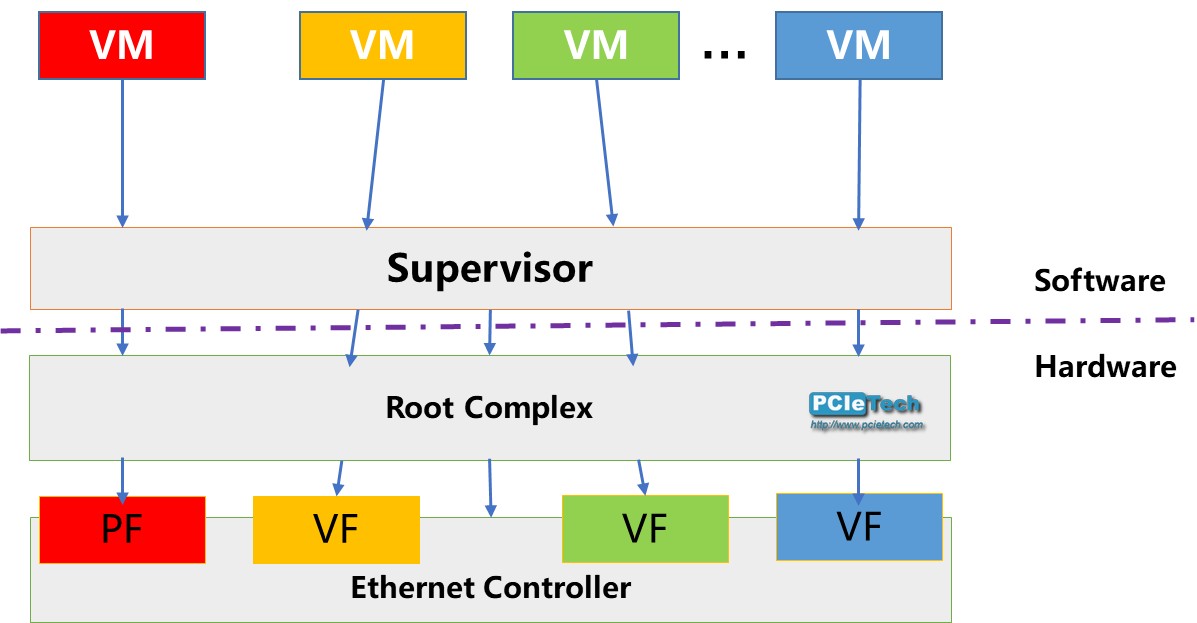 VM
VM
VM
...
VM
Supervisor
Software
Hardware
Root Complex
PCIeTech
http://www.pcietech.com
PF
VF
VF
VF
Ethernet Controller